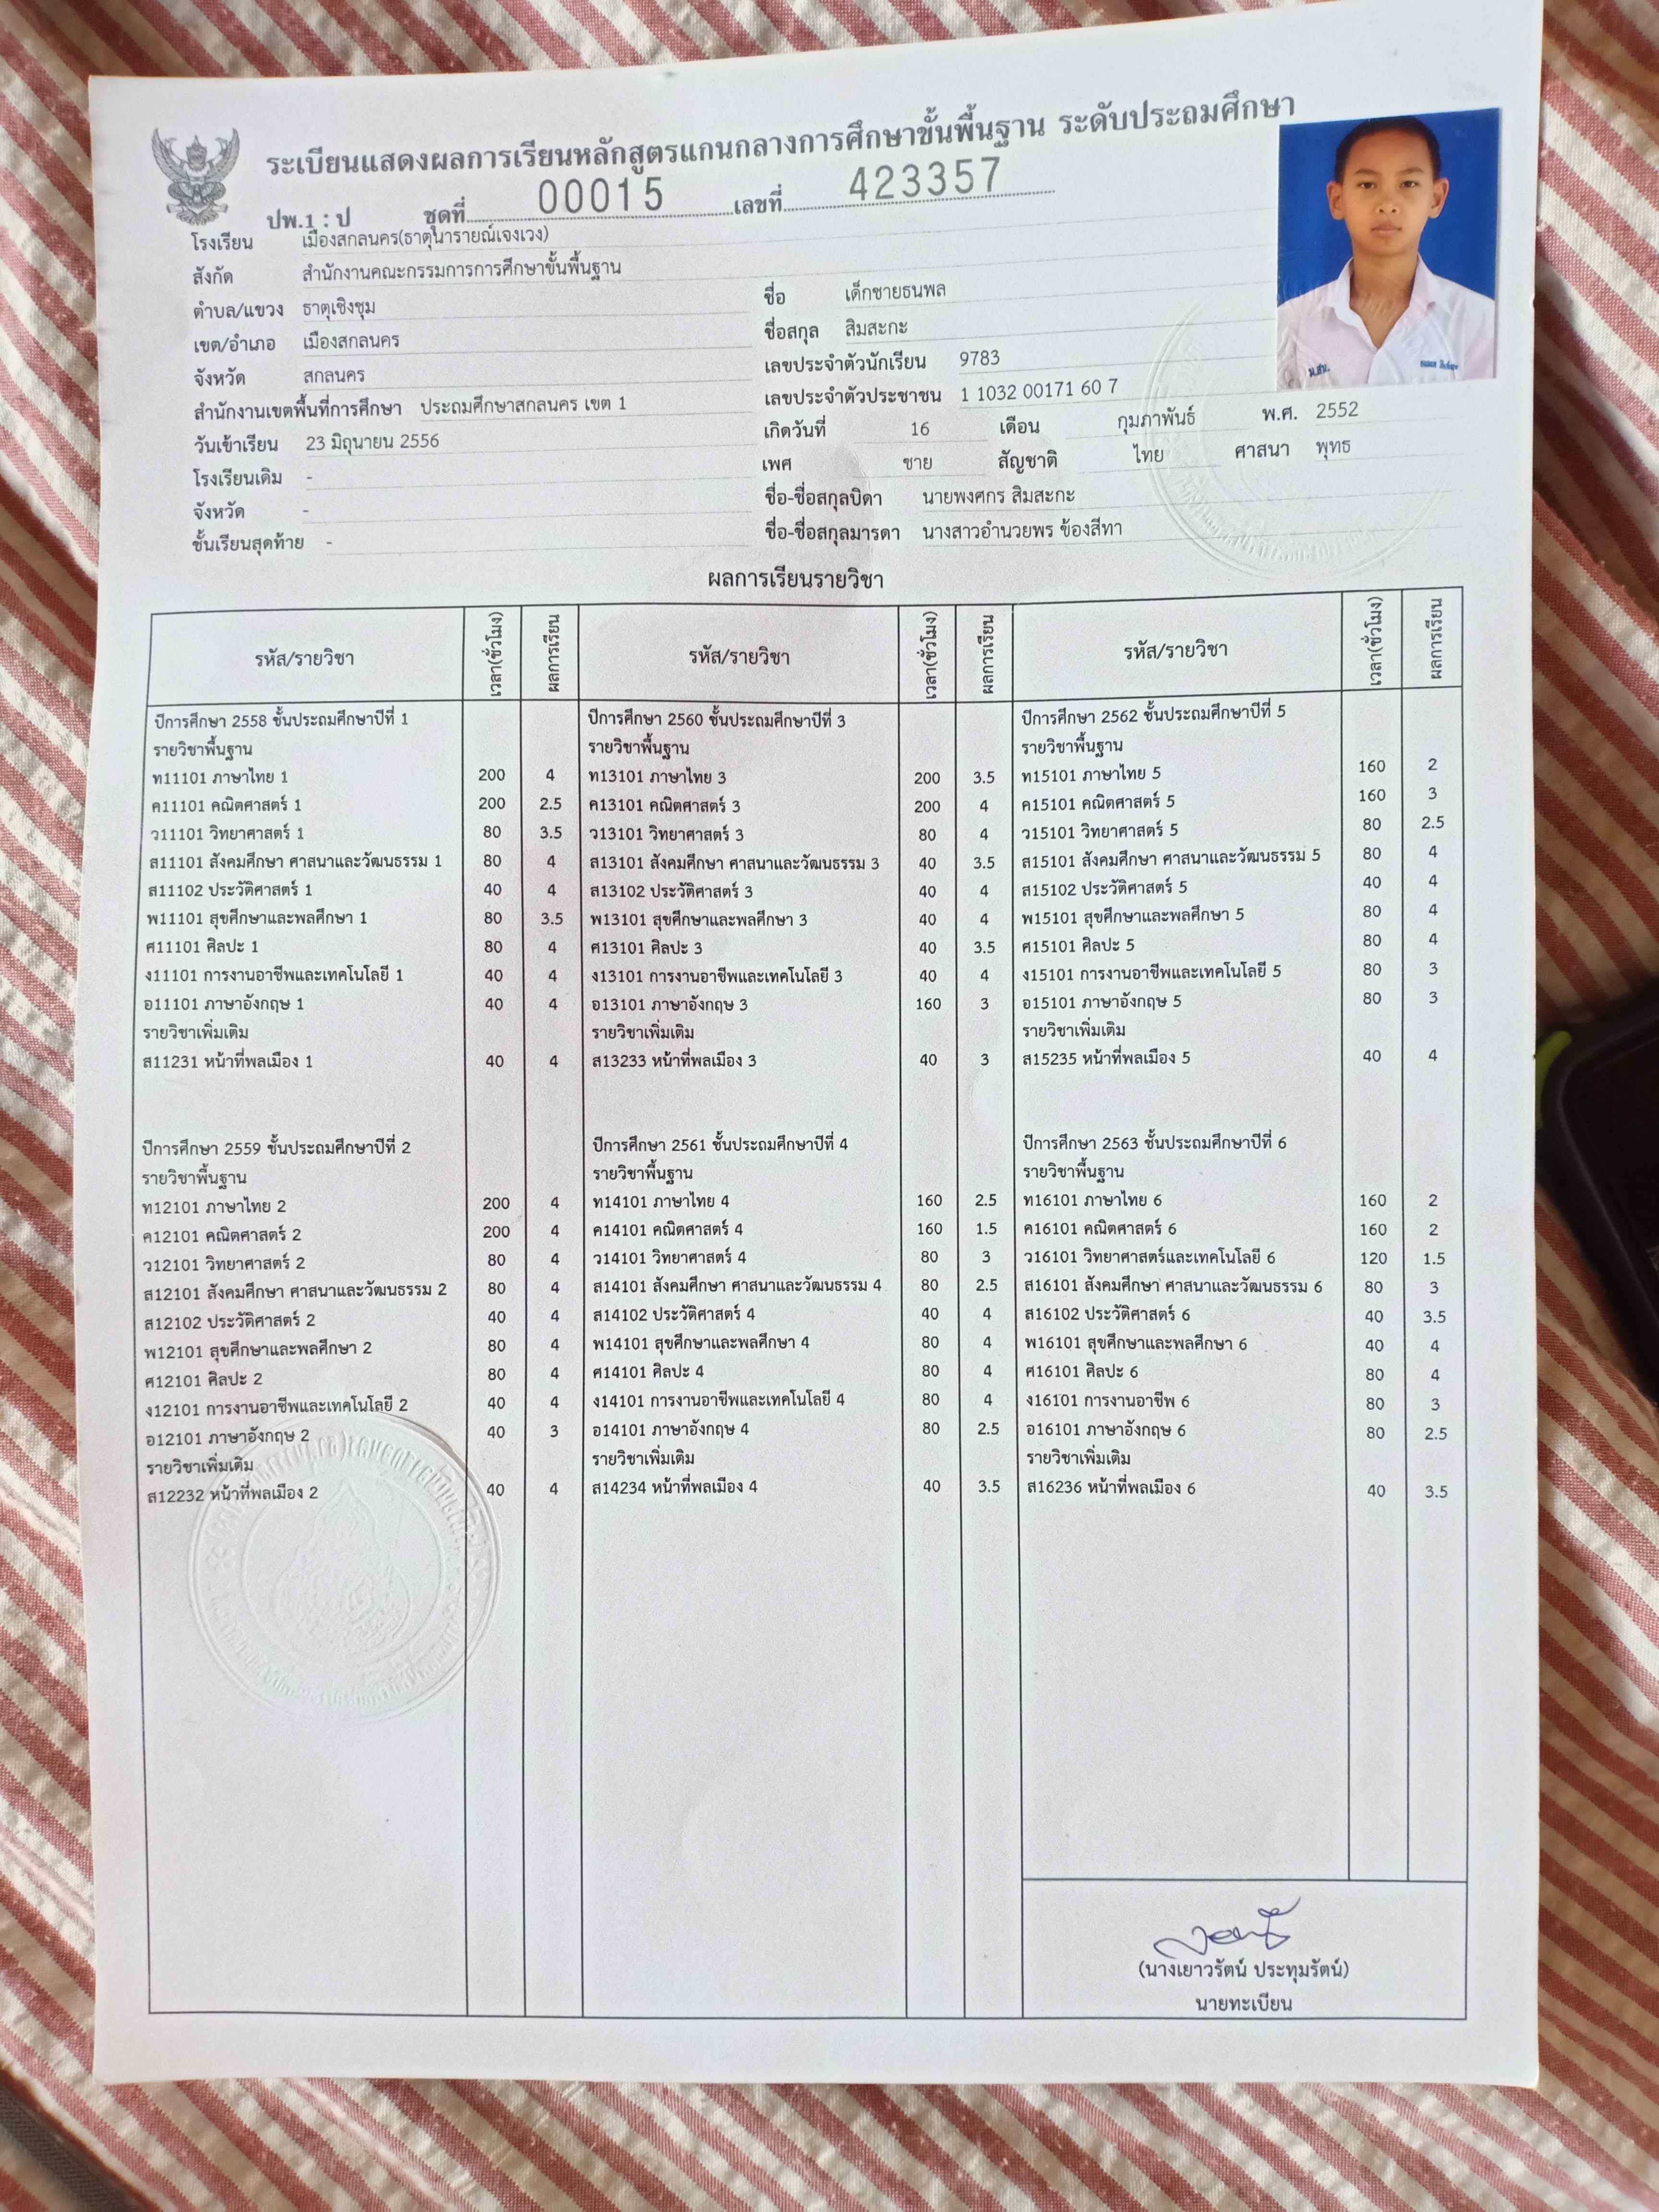 ระเบียนแสดงผลการเรียนหลักสูตรแกนกลางการศึกษาขั้นพื้นฐาน ระดับประถมศึกษา
ปพ.1 : ป ชุดที่ 00015 เลขที่ 423357
โรงเรียน เมืองสกลนคร(ธาตุนารายณ์เจงเวง)
สังกัด สำนักงานคณะกรรมการการศึกษาขั้นพื้นฐาน
ตำบล/แขวง ธาตุเชิงชุม
เขต/อำเภอ เมืองสกลนคร
จังหวัด สกลนคร
สำนักงานเขตพื้นที่การศึกษา ประถมศึกษาสกลนคร เขต 1
วันเข้าเรียน 23 มิถุนายน 2556
โรงเรียนเดิม -
จังหวัด -
ชั้นเรียนสุดท้าย -
ชื่อ เด็กชายธนพล
ชื่อสกุล สิมสะกะ
เลขประจำตัวนักเรียน 9783
เลขประจำตัวประชาชน 1 1032 00171 60 7
เกิดวันที่ 16 เดือน กุมภาพันธ์ พ.ศ. 2552
เพศ ชาย สัญชาติ ไทย ศาสนา พุทธ
ชื่อ-ชื่อสกุลบิดา นายพงศกร สิมสะกะ
ชื่อ-ชื่อสกุลมารดา นางสาวอำนวยพร ข้องสีทา
ผลการเรียนรายวิชา
รหัส/รายวิชา เวลา(ชั่วโมง) ผลการเรียน
ปีการศึกษา 2558 ชั้นประถมศึกษาปีที่ 1
รายวิชาพื้นฐาน
ท11101 ภาษาไทย 1 200 4
ค11101 คณิตศาสตร์ 1 200 2.5
ว11101 วิทยาศาสตร์ 1 80 3.5
ส11101 สังคมศึกษา ศาสนาและวัฒนธรรม 1 80 4
ส11102 ประวัติศาสตร์ 1 40 4
พ11101 สุขศึกษาและพลศึกษา 1 80 3.5
ศ11101 ศิลปะ 1 80 4
ง11101 การงานอาชีพและเทคโนโลยี 1 40 4
อ11101 ภาษาอังกฤษ 1 40 4
รายวิชาเพิ่มเติม
ส11231 หน้าที่พลเมือง 1 40 4
ปีการศึกษา 2559 ชั้นประถมศึกษาปีที่ 2
รายวิชาพื้นฐาน
ท12101 ภาษาไทย 2 200 4
ค12101 คณิตศาสตร์ 2 200 4
ว12101 วิทยาศาสตร์ 2 80 4
ส12101 สังคมศึกษา ศาสนาและวัฒนธรรม 2 80 4
ส12102 ประวัติศาสตร์ 2 40 4
พ12101 สุขศึกษาและพลศึกษา 2 80 4
ศ12101 ศิลปะ 2 80 4
ง12101 การงานอาชีพและเทคโนโลยี 2 40 4
อ12101 ภาษาอังกฤษ 2 40 3
รายวิชาเพิ่มเติม
ส12232 หน้าที่พลเมือง 2 40 4
รหัส/รายวิชา เวลา(ชั่วโมง) ผลการเรียน
ปีการศึกษา 2560 ชั้นประถมศึกษาปีที่ 3
รายวิชาพื้นฐาน
ท13101 ภาษาไทย 3 200 3.5
ค13101 คณิตศาสตร์ 3 200 4
ว13101 วิทยาศาสตร์ 3 80 4
ส13101 สังคมศึกษา ศาสนาและวัฒนธรรม 3 40 3.5
ส13102 ประวัติศาสตร์ 3 40 4
พ13101 สุขศึกษาและพลศึกษา 3 40 4
ศ13101 ศิลปะ 3 40 3.5
ง13101 การงานอาชีพและเทคโนโลยี 3 40 4
อ13101 ภาษาอังกฤษ 3 160 3
รายวิชาเพิ่มเติม
ส13233 หน้าที่พลเมือง 3 40 3
ปีการศึกษา 2561 ชั้นประถมศึกษาปีที่ 4
รายวิชาพื้นฐาน
ท14101 ภาษาไทย 4 160 2.5
ค14101 คณิตศาสตร์ 4 160 1.5
ว14101 วิทยาศาสตร์ 4 80 3
ส14101 สังคมศึกษา ศาสนาและวัฒนธรรม 4 80 2.5
ส14102 ประวัติศาสตร์ 4 40 4
พ14101 สุขศึกษาและพลศึกษา 4 80 4
ศ14101 ศิลปะ 4 80 4
ง14101 การงานอาชีพและเทคโนโลยี 4 80 4
อ14101 ภาษาอังกฤษ 4 80 2.5
รายวิชาเพิ่มเติม
ส14234 หน้าที่พลเมือง 4 40 3.5
รหัส/รายวิชา เวลา(ชั่วโมง) ผลการเรียน
ปีการศึกษา 2562 ชั้นประถมศึกษาปีที่ 5
รายวิชาพื้นฐาน
ท15101 ภาษาไทย 5 160 2
ค15101 คณิตศาสตร์ 5 160 3
ว15101 วิทยาศาสตร์ 5 80 2.5
ส15101 สังคมศึกษา ศาสนาและวัฒนธรรม 5 80 4
ส15102 ประวัติศาสตร์ 5 40 4
พ15101 สุขศึกษาและพลศึกษา 5 80 4
ศ15101 ศิลปะ 5 80 4
ง15101 การงานอาชีพและเทคโนโลยี 5 80 3
อ15101 ภาษาอังกฤษ 5 80 3
รายวิชาเพิ่มเติม
ส15235 หน้าที่พลเมือง 5 40 4
ปีการศึกษา 2563 ชั้นประถมศึกษาปีที่ 6
รายวิชาพื้นฐาน
ท16101 ภาษาไทย 6 160 2
ค16101 คณิตศาสตร์ 6 160 2
ว16101 วิทยาศาสตร์และเทคโนโลยี 6 120 1.5
ส16101 สังคมศึกษา ศาสนาและวัฒนธรรม 6 80 3
ส16102 ประวัติศาสตร์ 6 40 3.5
พ16101 สุขศึกษาและพลศึกษา 6 40 4
ศ16101 ศิลปะ 6 80 4
ง16101 การงานอาชีพ 6 80 3
อ16101 ภาษาอังกฤษ 6 80 2.5
รายวิชาเพิ่มเติม
ส16236 หน้าที่พลเมือง 6 40 3.5
(นางเยาวรัตน์ ประทุมรัตน์)
นายทะเบียน